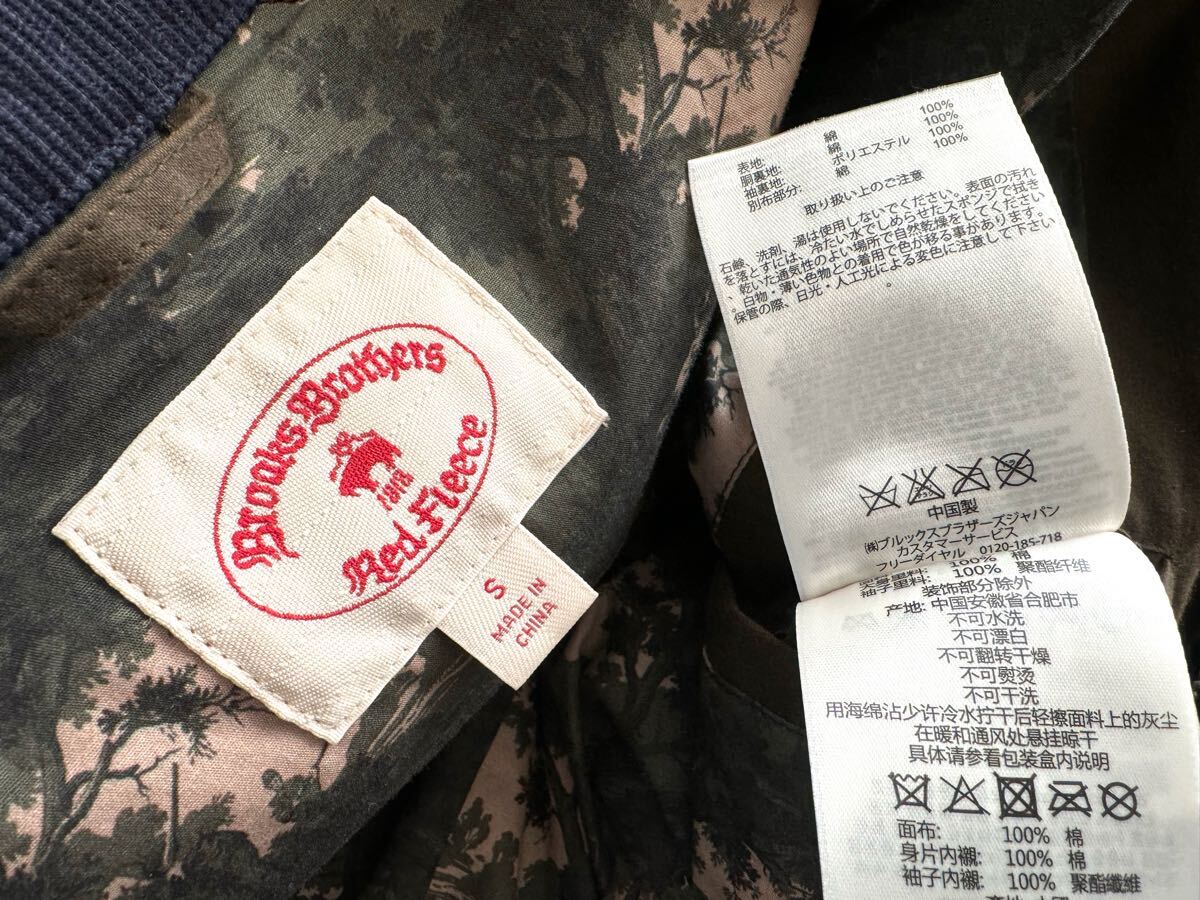 Brooks Brothers
1818
Red Fleece
S
MADE IN
CHINA
表地: 綿 100%
胴裏地: 綿 100%
袖裏地: ポリエステル 100%
別布部分: 綿 100%
取り扱い上のご注意
石鹸、洗剤、湯は使用しないでください。表面の汚れ
を落とすには、冷たい水でしめらせたスポンジで拭き
、乾いた通気性のよい場所で自然乾燥をしてください
。白物・薄い色物との着用で色が移る事があります。
保管の際、日光・人工光による変色に注意して下さい
。
中国製
㈱ブルックスブラザーズジャパン
カスタマーサービス
フリーダイヤル 0120-185-718
100% 棉
100% 聚酯纤维
装饰部分除外
产地: 中国安徽省合肥市
不可水洗
不可漂白
不可翻转干燥
不可熨烫
不可干洗
用海绵沾少许冷水拧干后轻擦面料上的灰尘
在暖和通风处悬挂晾干
具体请参看包装盒内说明
面布: 100% 棉
身片内襯: 100% 棉
袖子内襯: 100% 聚酯纖維